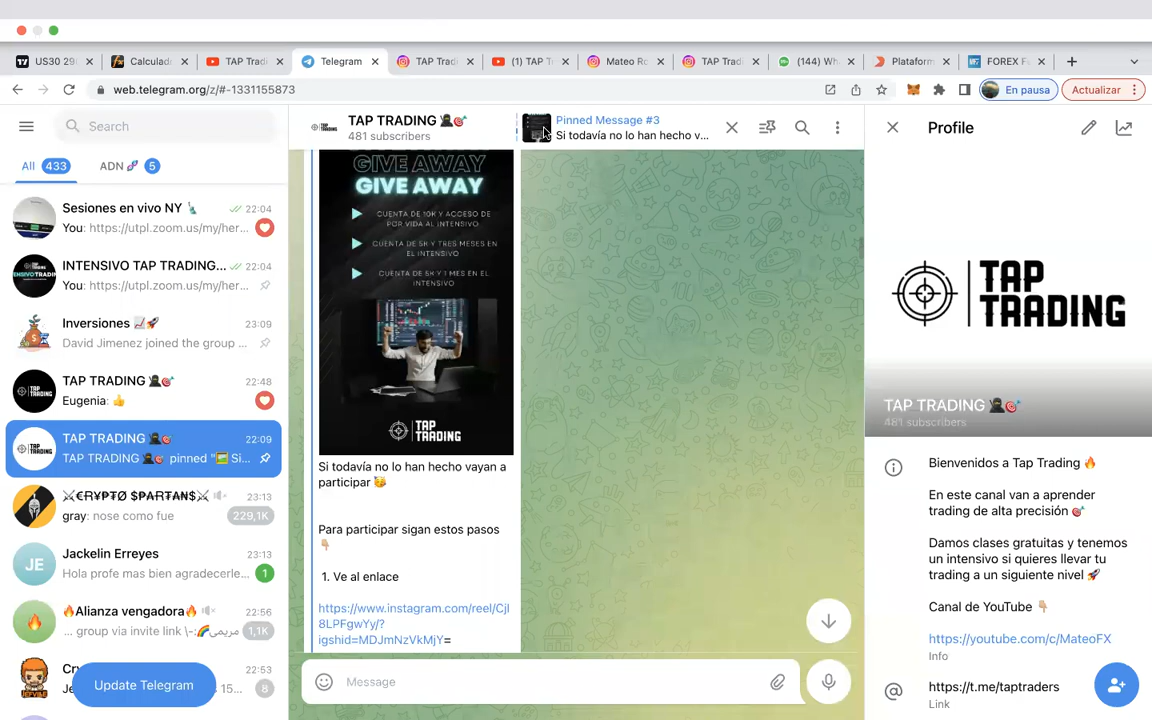 US30 29
Calculad
TAP Tradi
Telegram
TAP Tradi
(1) TAP T
Mateo Ro
TAP Tradi
(144) Wh
Plataform
FOREX F
web.telegram.org/z/#-1331155873
En pausa
Actualizar
Search
All 433
ADN 🧬 5
Sesiones en vivo NY 🗽 22:04
You: https://utpl.zoom.us/my/her...
INTENSIVO TAP TRADING... 22:04
You: https://utpl.zoom.us/my/her...
Inversiones 📈🚀 23:09
David Jimenez joined the group ...
TAP TRADING 🥷🏿🎯 22:48
Eugenia: 👍
TAP TRADING 🥷🏿🎯 22:09
TAP TRADING 🥷🏿🎯 pinned "🖼 Si...
23:13
gray: nose como fue 229,1K
Jackelin Erreyes 23:13
JE
Hola profe mas bien agradecerle... 1
🔥Alianza vengadora🔥 22:56
... group via invite link 1,1K
22:53
8
Update Telegram
TAP TRADING 🥷🏿🎯
481 subscribers
Pinned Message #3
Si todavía no lo han hecho v...
GIVE AWAY
GIVE AWAY
CUENTA DE 10K Y ACCESO DE
POR VIDA AL INTENSIVO
CUENTA DE 5K Y TRES MESES EN
EL INTENSIVO
CUENTA DE 5K Y 1 MES EN EL
INTENSIVO
TAP
TRADING
Si todavía no lo han hecho vayan a
participar 🥳
Para participar sigan estos pasos
👇🏼
1. Ve al enlace
https://www.instagram.com/reel/Cjl
8LPFgwYy/?
igshid=MDJmNzVkMjY=
Message
Profile
TAP
TRADING
TAP TRADING 🥷🏿🎯
481 subscribers
Bienvenidos a Tap Trading 🔥
En este canal van a aprender
trading de alta precisión 🎯
Damos clases gratuitas y tenemos
un intensivo si quieres llevar tu
trading a un siguiente nivel 🚀
Canal de YouTube 👇🏼
https://youtube.com/c/MateoFX
Info
https://t.me/taptraders
Link